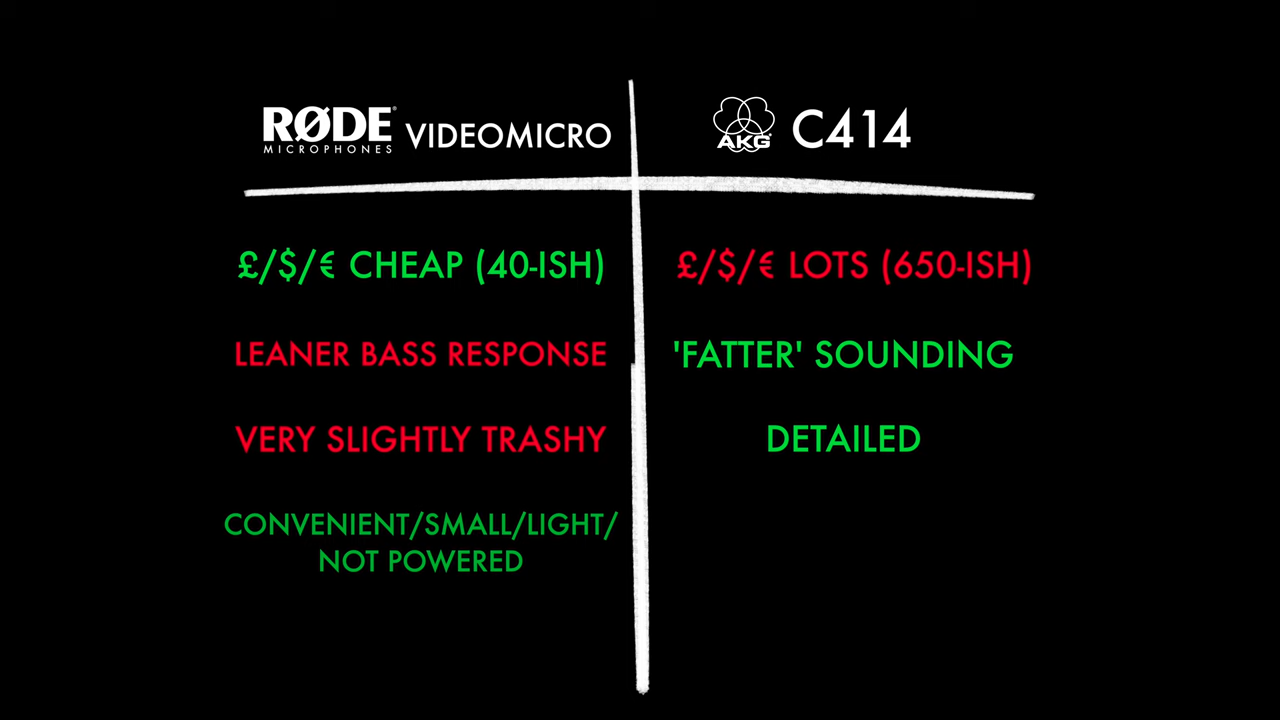 RØDE® MICROPHONES VIDEOMICRO
AKG® C414
£/$/€ CHEAP (40-ISH)
£/$/€ LOTS (650-ISH)
LEANER BASS RESPONSE
'FATTER' SOUNDING
VERY SLIGHTLY TRASHY
DETAILED
CONVENIENT/SMALL/LIGHT/
NOT POWERED